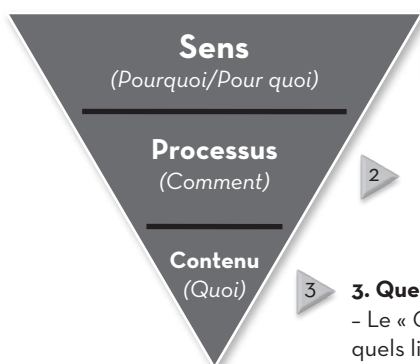 Sens
(Pourquoi/Pour quoi)
Processus
(Comment)
2
Contenu
(Quoi)
3
3. Que
– Le «
quels li